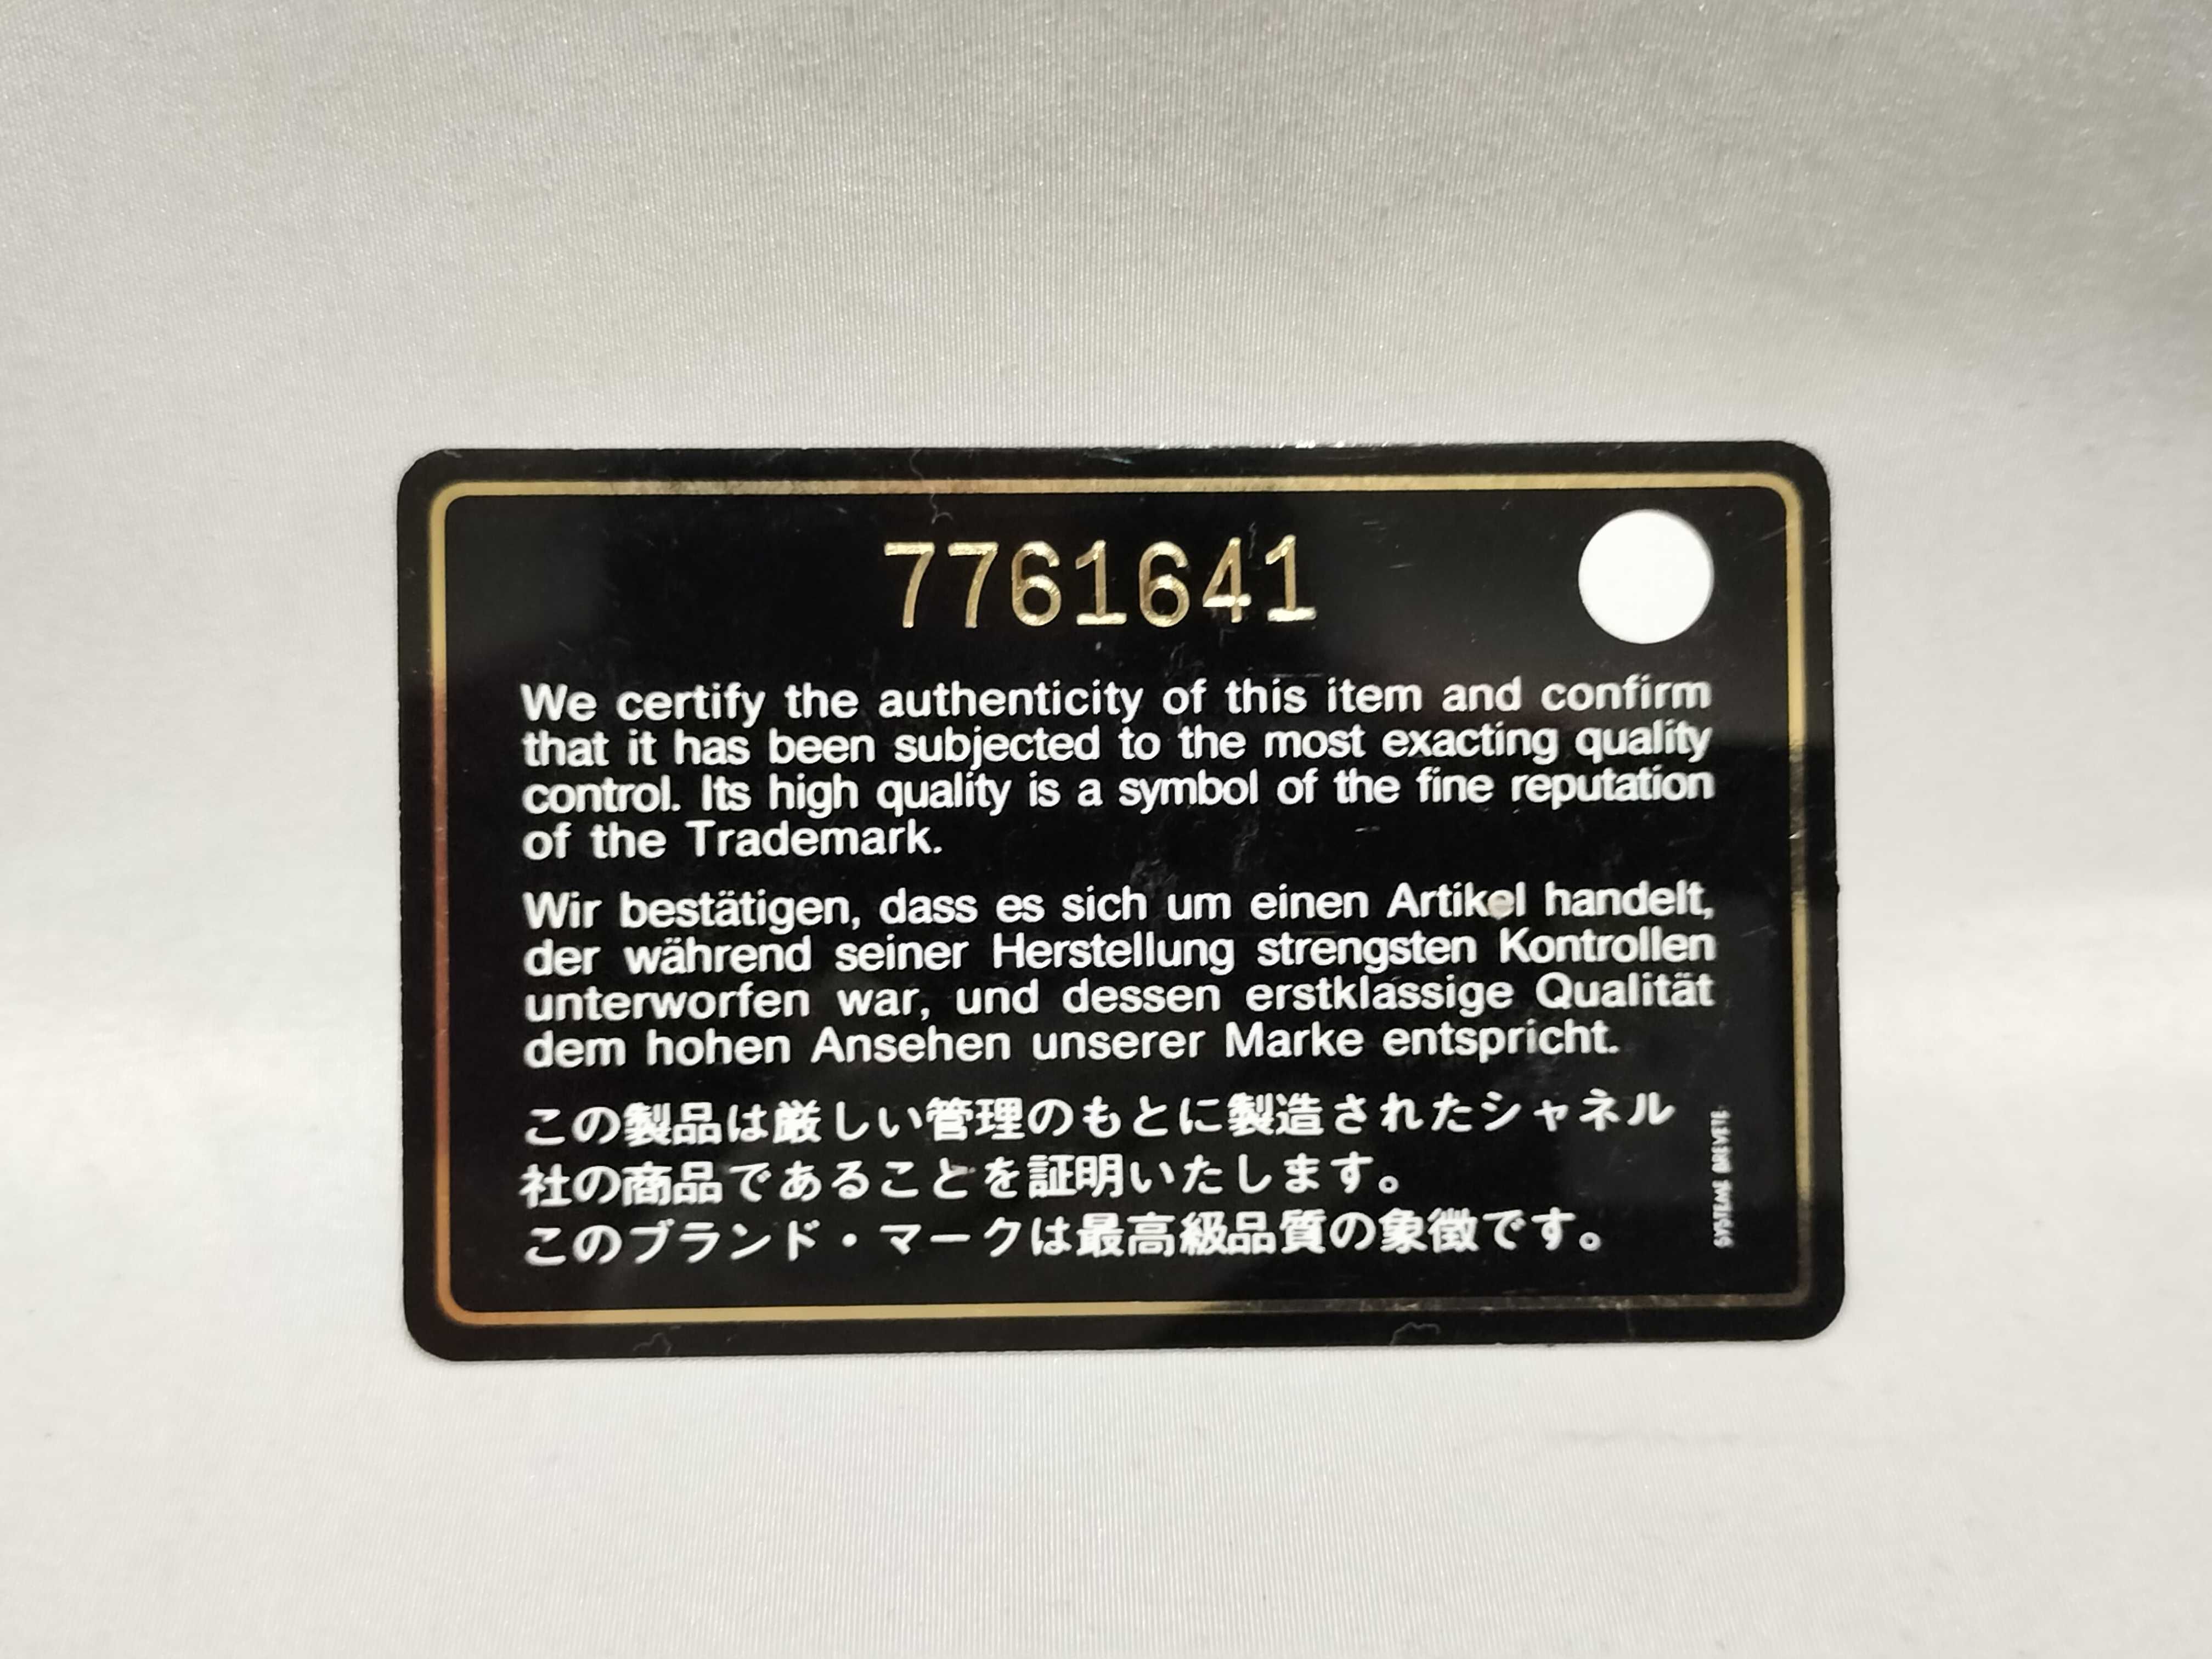 7761641
We certify the authenticity of this item and confirm
that it has been subjected to the most exacting quality
control. Its high quality is a symbol of the fine reputation
of the Trademark.
Wir bestätigen, dass es sich um einen Artikel handelt,
der während seiner Herstellung strengsten Kontrollen
unterworfen war, und dessen erstklassige Qualität
dem hohen Ansehen unserer Marke entspricht.
この製品は厳しい管理のもとに製造されたシャネル
社の商品であることを証明いたします。
このブランド・マークは最高級品質の象徴です。
SYSTEME BREVETE